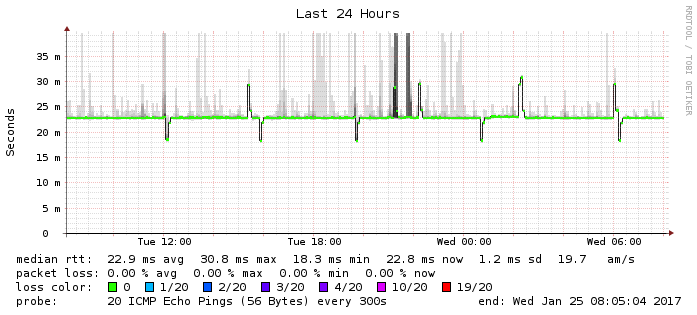 Last 24 Hours
RRDTOOL / TOBI OETIKER
Seconds
35 m
30 m
25 m
20 m
15 m
10 m
5 m
0
Tue 12:00 Tue 18:00 Wed 00:00 Wed 06:00
median rtt: 22.9 ms avg 30.8 ms max 18.3 ms min 22.8 ms now 1.2 ms sd 19.7 am/s
packet loss: 0.00 % avg 0.00 % max 0.00 % min 0.00 % now
loss color: 0 1/20 2/20 3/20 4/20 10/20 19/20
probe: 20 ICMP Echo Pings (56 Bytes) every 300s end: Wed Jan 25 08:05:04 2017